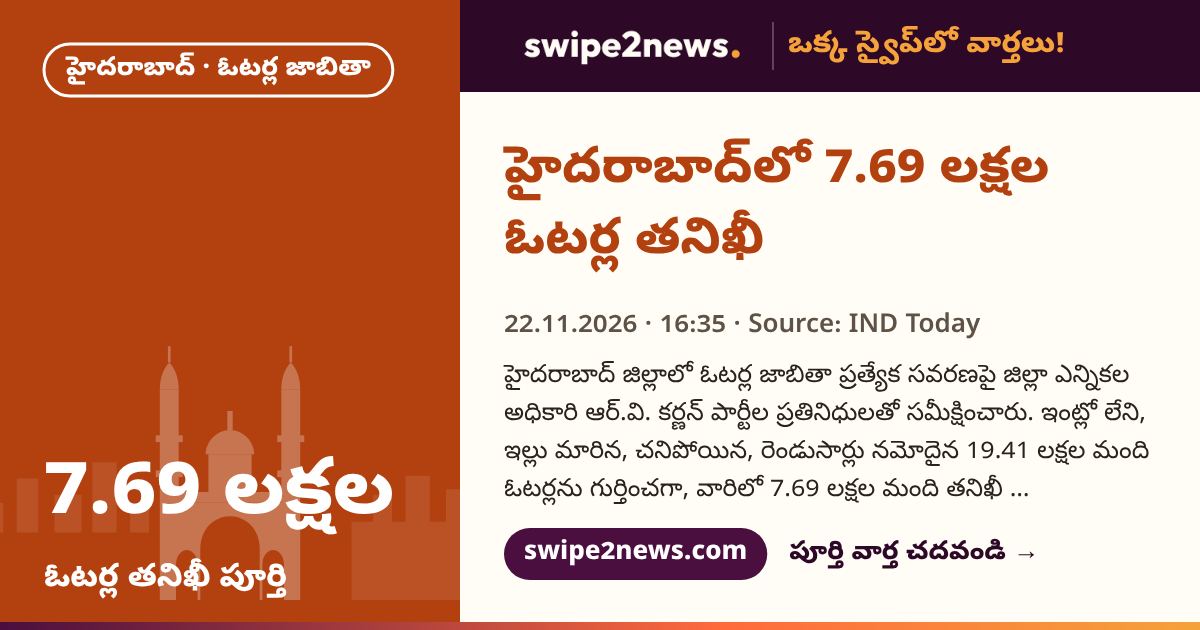 హైదరాబాద్ · ఓటర్ల జాబితా
7.69 లక్షల
ఓటర్ల తనిఖీ పూర్తి
swipe2news.
ఒక్క స్వైప్‌లో వార్తలు!
హైదరాబాద్‌లో 7.69 లక్షల
ఓటర్ల తనిఖీ
22.11.2026 · 16:35 · Source: IND Today
హైదరాబాద్ జిల్లాలో ఓటర్ల జాబితా ప్రత్యేక సవరణపై జిల్లా ఎన్నికల
అధికారి ఆర్.వి. కర్ణన్ పార్టీల ప్రతినిధులతో సమీక్షించారు. ఇంట్లో లేని,
ఇల్లు మారిన, చనిపోయిన, రెండుసార్లు నమోదైన 19.41 లక్షల మంది
ఓటర్లను గుర్తించగా, వారిలో 7.69 లక్షల మంది తనిఖీ ...
swipe2news.com
పూర్తి వార్త చదవండి →